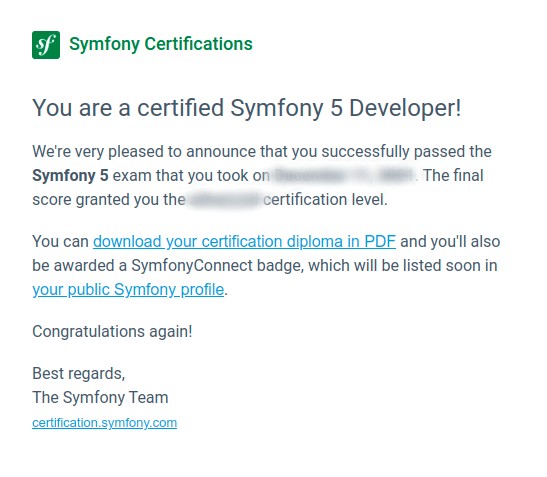 sf Symfony Certifications
You are a certified Symfony 5 Developer!
We're very pleased to announce that you successfully passed the
Symfony 5 exam that you took on . The final
score granted you the certification level.
You can download your certification diploma in PDF and you'll also
be awarded a SymfonyConnect badge, which will be listed soon in
your public Symfony profile.
Congratulations again!
Best regards,
The Symfony Team
certification.symfony.com